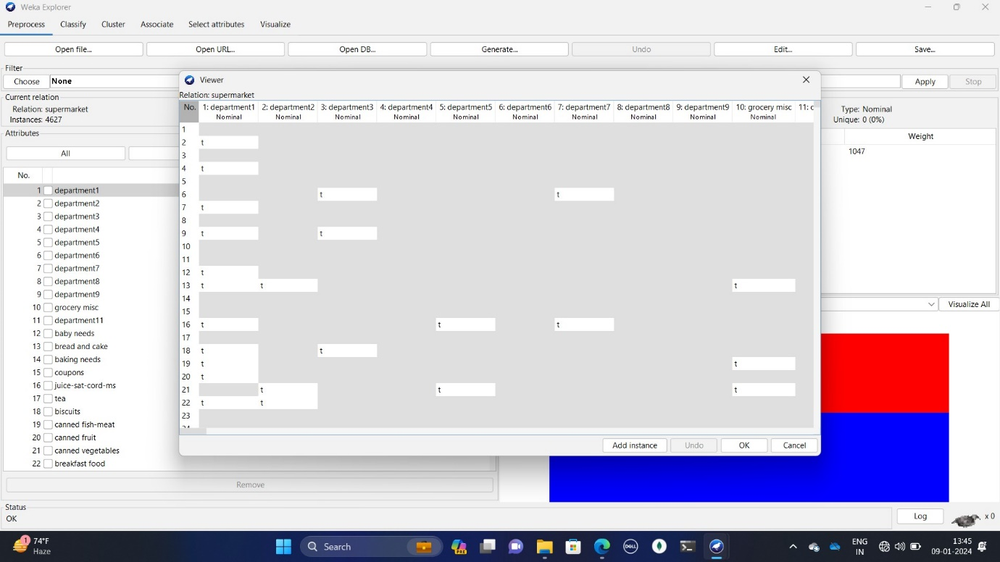 Weka Explorer
Preprocess Classify Cluster Associate Select attributes Visualize
Open file... Open URL... Open DB... Generate... Undo Edit... Save...
Filter
Choose None Apply Stop
Current relation
Relation: supermarket
Instances: 4627
Attributes
All
No.
1 department1
2 department2
3 department3
4 department4
5 department5
6 department6
7 department7
8 department8
9 department9
10 grocery misc
11 department11
12 baby needs
13 bread and cake
14 baking needs
15 coupons
16 juice-sat-cord-ms
17 tea
18 biscuits
19 canned fish-meat
20 canned fruit
21 canned vegetables
22 breakfast food
Remove
Viewer
Relation: supermarket
No. 1: department1 2: department2 3: department3 4: department4 5: department5 6: department6 7: department7 8: department8 9: department9 10: grocery misc 11:
Nominal Nominal Nominal Nominal Nominal Nominal Nominal Nominal Nominal Nominal
1
2 t
3
4 t
5
6 t t
7 t
8
9 t t
10
11
12 t
13 t t t
14
15
16 t t t
17
18 t t
19 t t
20 t
21 t t t
22 t t
23
Add instance Undo OK Cancel
Type: Nominal
Unique: 0 (0%)
Weight
1047
Visualize All
Status
OK
Log x 0
1 74°F
Haze
Search
PRE
DELL
ENG
IN
13:45
09-01-2024